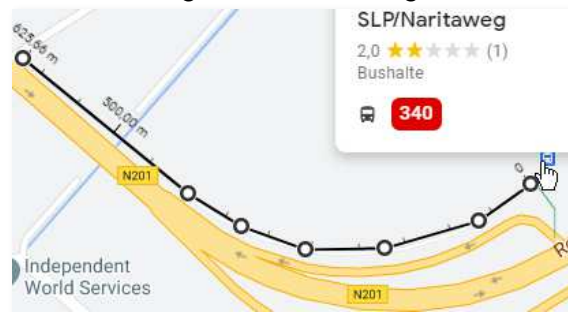 SLP/Naritaweg
2,0 (1)
Bushalte
340
625,66 m
500,00 m
0
N201
Independent
World Services
N201